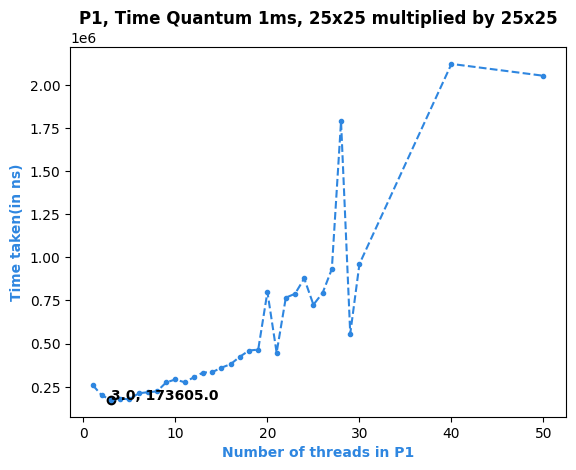 P1, Time Quantum 1ms, 25x25 multiplied by 25x25
1e6
2.00
1.75
1.50
1.25
1.00
0.75
0.50
0.25
Time taken(in ns)
3.0, 173605.0
0 10 20 30 40 50
Number of threads in P1